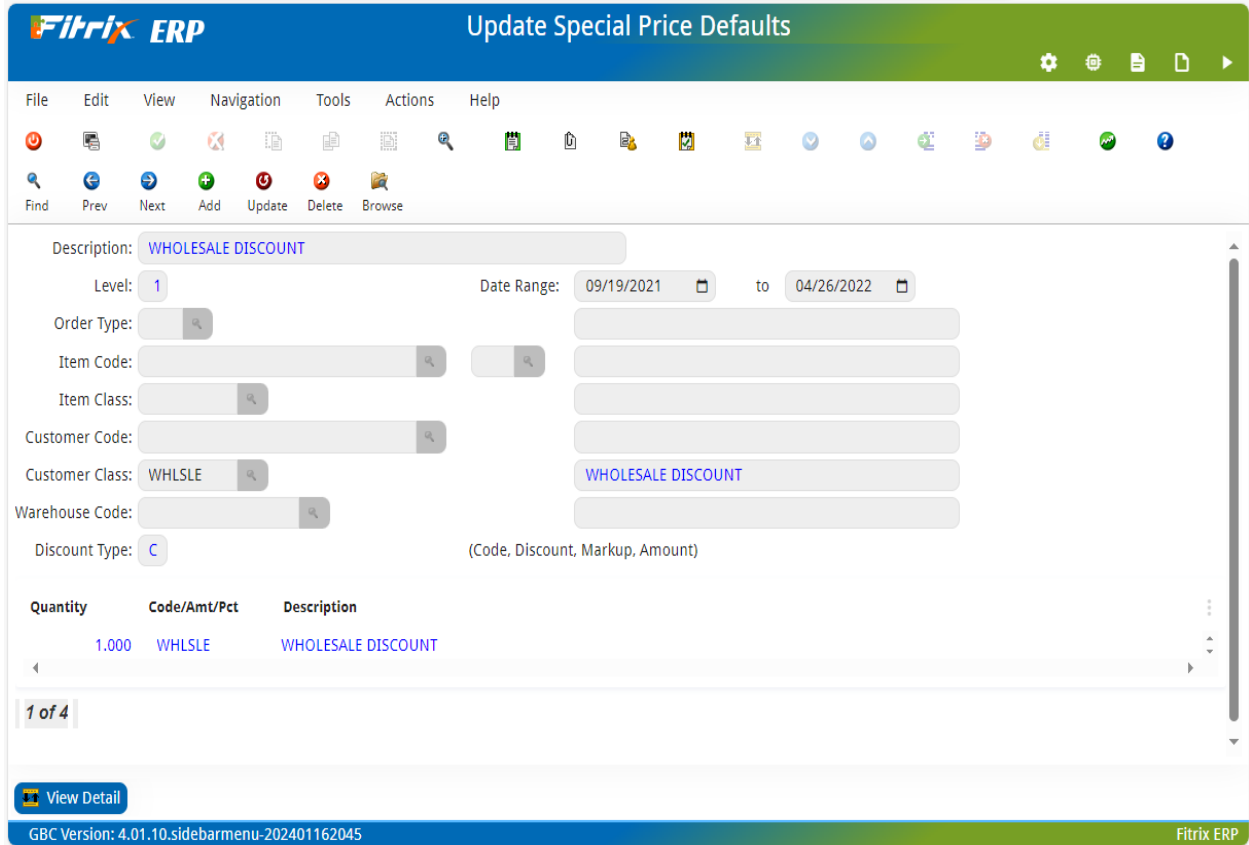 Fitrix ERP
Update Special Price Defaults
File Edit View Navigation Tools Actions Help
Find Prev Next Add Update Delete Browse
Description: WHOLESALE DISCOUNT
Level: 1 Date Range: 09/19/2021 to 04/26/2022
Order Type:
Item Code:
Item Class:
Customer Code:
Customer Class: WHLSLE WHOLESALE DISCOUNT
Warehouse Code:
Discount Type: C (Code, Discount, Markup, Amount)
Quantity Code/Amt/Pct Description
1.000 WHLSLE WHOLESALE DISCOUNT
1 of 4
View Detail
GBC Version: 4.01.10.sidebarmenu-202401162045 Fitrix ERP